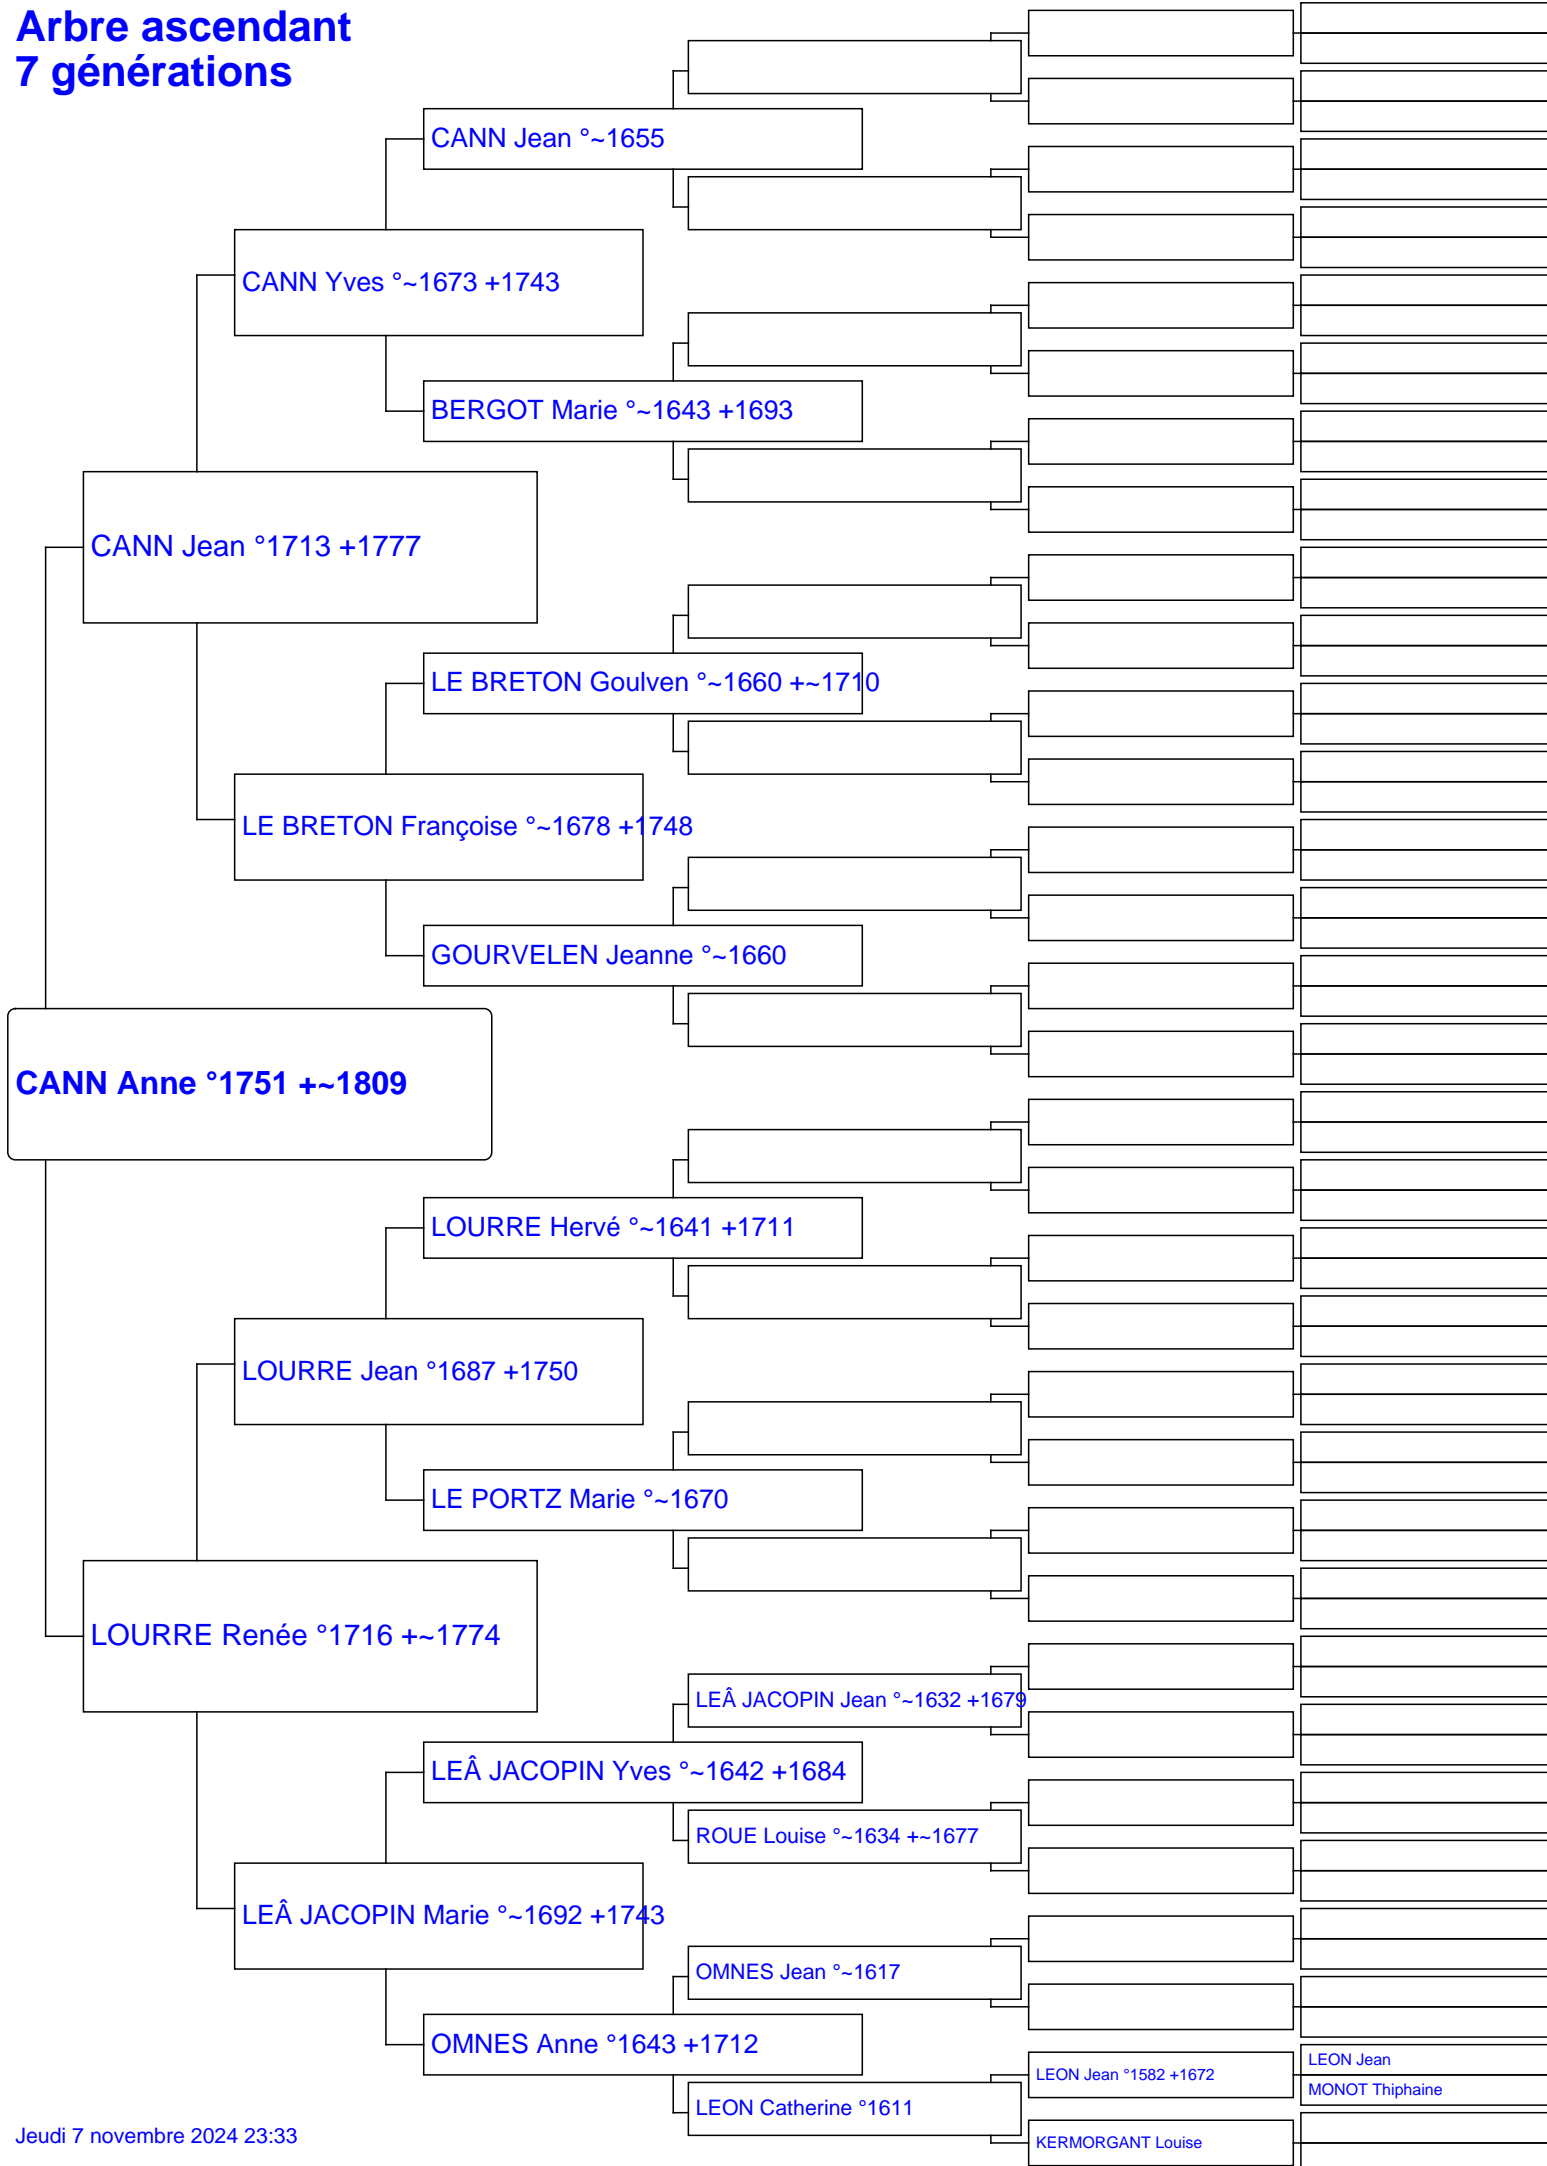 Arbre ascendant
7 générations
CANN Jean °~1655
CANN Yves °~1673 +1743
BERGOT Marie °~1643 +1693
CANN Jean °1713 +1777
LE BRETON Goulven °~1660 +~1710
LE BRETON Françoise °~1678 +1748
GOURVELEN Jeanne °~1660
CANN Anne °1751 +~1809
LOURRE Hervé °~1641 +1711
LOURRE Jean °1687 +1750
LE PORTZ Marie °~1670
LOURRE Renée °1716 +~1774
LEÂ JACOPIN Jean °~1632 +1679
LEÂ JACOPIN Yves °~1642 +1684
ROUE Louise °~1634 +~1677
LEÂ JACOPIN Marie °~1692 +1743
OMNES Jean °~1617
OMNES Anne °1643 +1712
LEON Jean
LEON Jean °1582 +1672
MONOT Thiphaine
LEON Catherine °1611
KERMORGANT Louise
Jeudi 7 novembre 2024 23:33